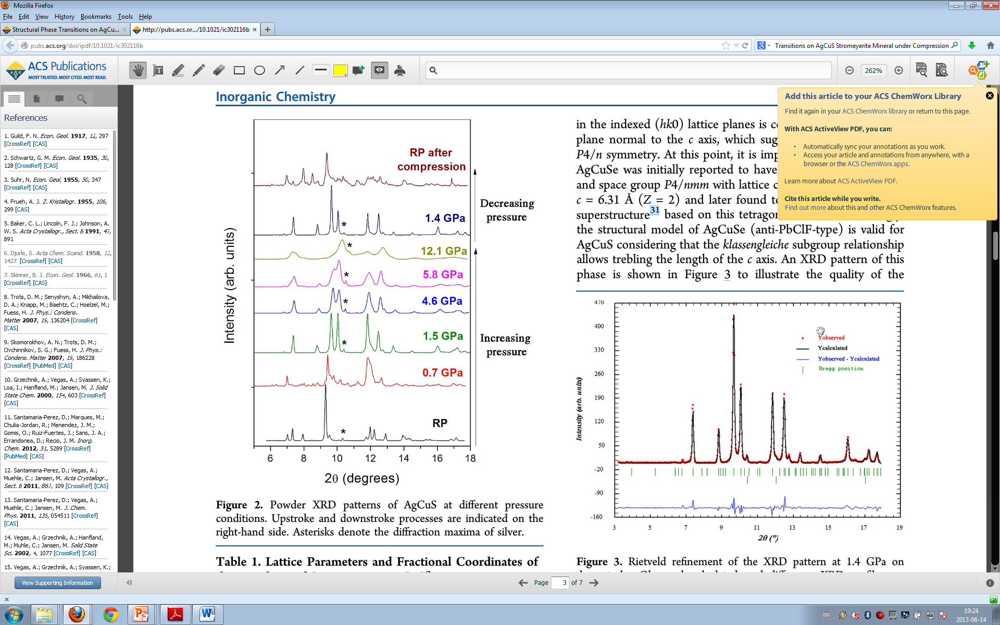 Mozilla Firefox
File Edit View History Bookmarks Tools Help
Structural Phase Transitions on AgCu...
http://pubs.acs.or.../10.1021/ic302116b
pubs.acs.org/doi/ipdf/10.1021/ic302116b
Transitions on AgCuS Stromeyerite Mineral under Compression
ACS Publications
MOST TRUSTED. MOST CITED. MOST READ.
262%
References
1. Guild, F. N. Econ. Geol. 1917, 12, 297
[CrossRef] [CAS]
2. Schwartz, G. M. Econ. Geol. 1935, 30,
128 [CrossRef] [CAS]
3. Suhr, N. Econ. Geol. 1955, 50, 347
[CrossRef] [CAS]
4. Frueh, A. J. Z. Kristallogr. 1955, 106,
299 [CAS]
5. Baker, C. L.; Lincoln, F. J.; Johnson, A.
W. S. Acta Crystallogr., Sect. B 1991, 47,
891
6. Djurle, S. Acta Chem. Scand. 1958, 12,
1427 [CrossRef] [CAS]
7. Skinner, B. J. Econ. Geol. 1966, 61, 1
[CrossRef] [CAS]
8. Trots, D. M.; Senyshyn, A.; Mikhailova,
D. A.; Knapp, M.; Baehtz, C.; Hoelzel, M.;
Fuess, H. J. Phys.: Condens.
Matter 2007, 19, 136204 [CrossRef]
[CAS]
9. Skomorokhov, A. N.; Trots, D. M.;
Ovchinnikov, S. G.; Fuess, H. J. Phys.:
Condens. Matter 2007, 19, 186228
[CrossRef] [PubMed] [CAS]
10. Grzechnik, A.; Vegas, A.; Syassen, K.;
Loa, I.; Hanfland, M.; Jansen, M. J. Solid
State Chem. 2000, 154, 603 [CrossRef]
[CAS]
11. Santamaria-Perez, D.; Marques, M.;
Chulia-Jordan, R.; Menendez, J. M.;
Gomis, O.; Ruiz-Fuertes, J.; Sans, J. A.;
Errandonea, D.; Recio, J. M. Inorg.
Chem. 2012, 51, 5289 [CrossRef]
[PubMed] [CAS]
12. Santamaria-Perez, D.; Vegas, A.;
Muehle, C.; Jansen, M. Acta Crystallogr.,
Sect. B 2011, B67, 109 [CrossRef] [CAS]
13. Santamaria-Perez, D.; Vegas, A.;
Muehle, C.; Jansen, M. J. Chem.
Phys. 2011, 135, 054511 [CrossRef]
[CAS]
14. Vegas, A.; Grzechnik, A.; Hanfland,
M.; Muhle, C.; Jansen, M. Solid State
Sci. 2002, 4, 1077 [CrossRef] [CAS]
15. Vegas, A.; Grzechnik, A.; Syassen, K.;
View Supporting Information
Inorganic Chemistry
RP after
compression
Decreasing
pressure
1.4 GPa
*
12.1 GPa
*
5.8 GPa
*
4.6 GPa
*
1.5 GPa
*
Increasing
pressure
0.7 GPa
RP
*
Intensity (arb. units)
6 8 10 12 14 16 18
2θ (degrees)
Figure 2. Powder XRD patterns of AgCuS at different pressure
conditions. Upstroke and downstroke processes are indicated on the
right-hand side. Asterisks denote the diffraction maxima of silver.
Table 1. Lattice Parameters and Fractional Coordinates of
in the indexed (hk0) lattice planes is c
plane normal to the c axis, which sug
P4/n symmetry. At this point, it is imp
AgCuSe was initially reported to have
and space group P4/nmm with lattice c
c = 6.31 Å (Z = 2) and later found t
superstructure31 based on this tetragon
the structural model of AgCuSe (anti-PbClF-type) is valid for
AgCuS considering that the klassengleiche subgroup relationship
allows trebling the length of the c axis. An XRD pattern of this
phase is shown in Figure 3 to illustrate the quality of the
Yobserved
Ycalculated
Yobserved - Ycalculated
Bragg position
470
400
330
260
190
120
50
-20
-90
-160
Intensity (arb. units)
3 5 7 9 11 13 15 17 19
2θ (°)
Figure 3. Rietveld refinement of the XRD pattern at 1.4 GPa on
Add this article to your ACS ChemWorx Library
Find it again in your ACS ChemWorx library or return to this page.
With ACS ActiveView PDF, you can:
• Automatically sync your annotations as you work.
• Access your article and annotations from anywhere, with a
browser or the ACS ChemWorx apps.
Learn more about ACS ActiveView PDF.
Cite this article while you write.
Find out more about this and other ACS ChemWorx features.
Page 3 of 7
19:24
2013-06-14